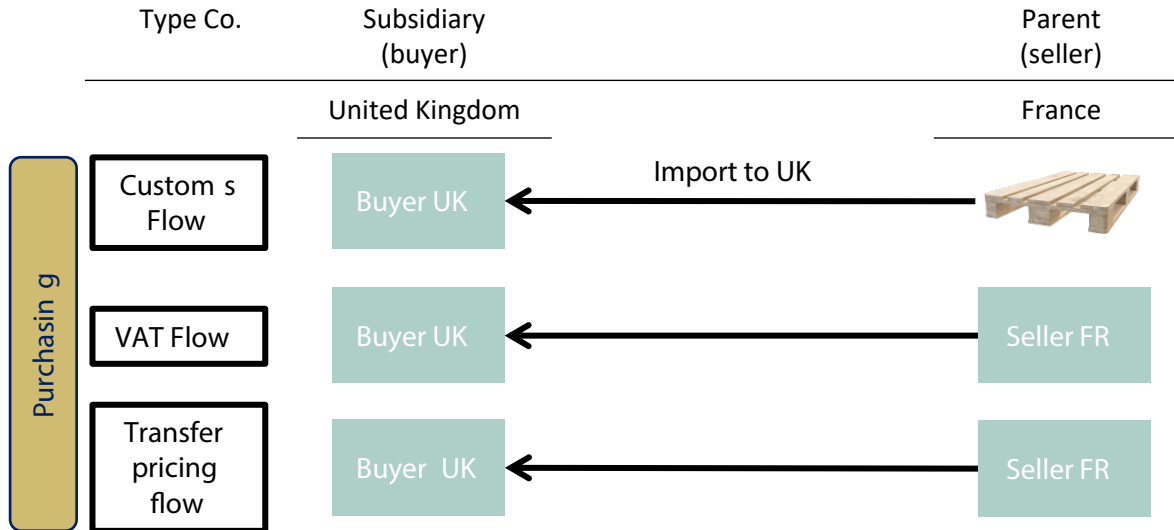 Type Co.
Subsidiary
(buyer)
Parent
(seller)
United Kingdom
France
Purchasin g
Custom s
Flow
Buyer UK
Import to UK
VAT Flow
Buyer UK
Seller FR
Transfer
pricing
flow
Buyer UK
Seller FR